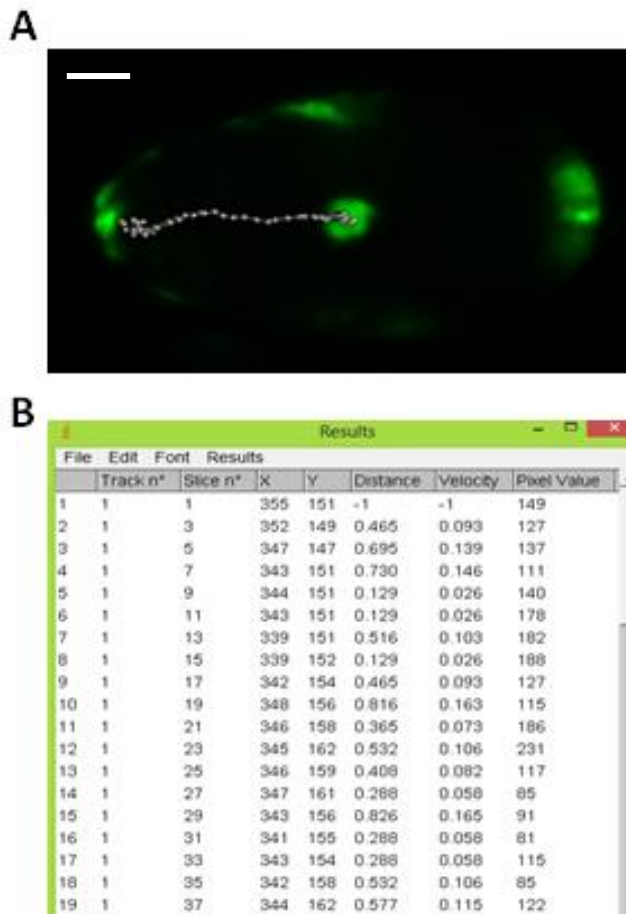 A
B
Results
File Edit Font Results
Track n° Slice n° X Y Distance Velocity Pixel Value
1 1 1 355 151 -1 -1 149
2 1 3 352 149 0.465 0.093 127
3 1 5 347 147 0.695 0.139 137
4 1 7 343 151 0.730 0.146 111
5 1 9 344 151 0.129 0.026 140
6 1 11 343 151 0.129 0.026 178
7 1 13 339 151 0.516 0.103 182
8 1 15 339 152 0.129 0.026 188
9 1 17 342 154 0.465 0.093 127
10 1 19 348 156 0.816 0.163 115
11 1 21 346 158 0.365 0.073 186
12 1 23 345 162 0.532 0.106 231
13 1 25 346 159 0.408 0.082 117
14 1 27 347 161 0.288 0.058 85
15 1 29 343 156 0.826 0.165 91
16 1 31 341 155 0.288 0.058 81
17 1 33 343 154 0.288 0.058 115
18 1 35 342 158 0.532 0.106 85
19 1 37 344 162 0.577 0.115 122